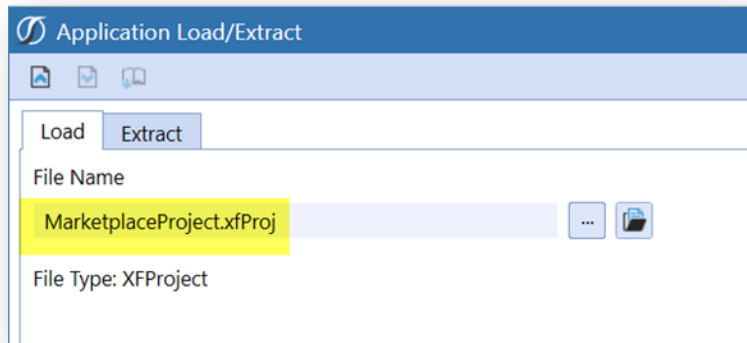 Application Load/Extract
Load Extract
File Name
MarketplaceProject.xfProj ...
File Type: XFProject